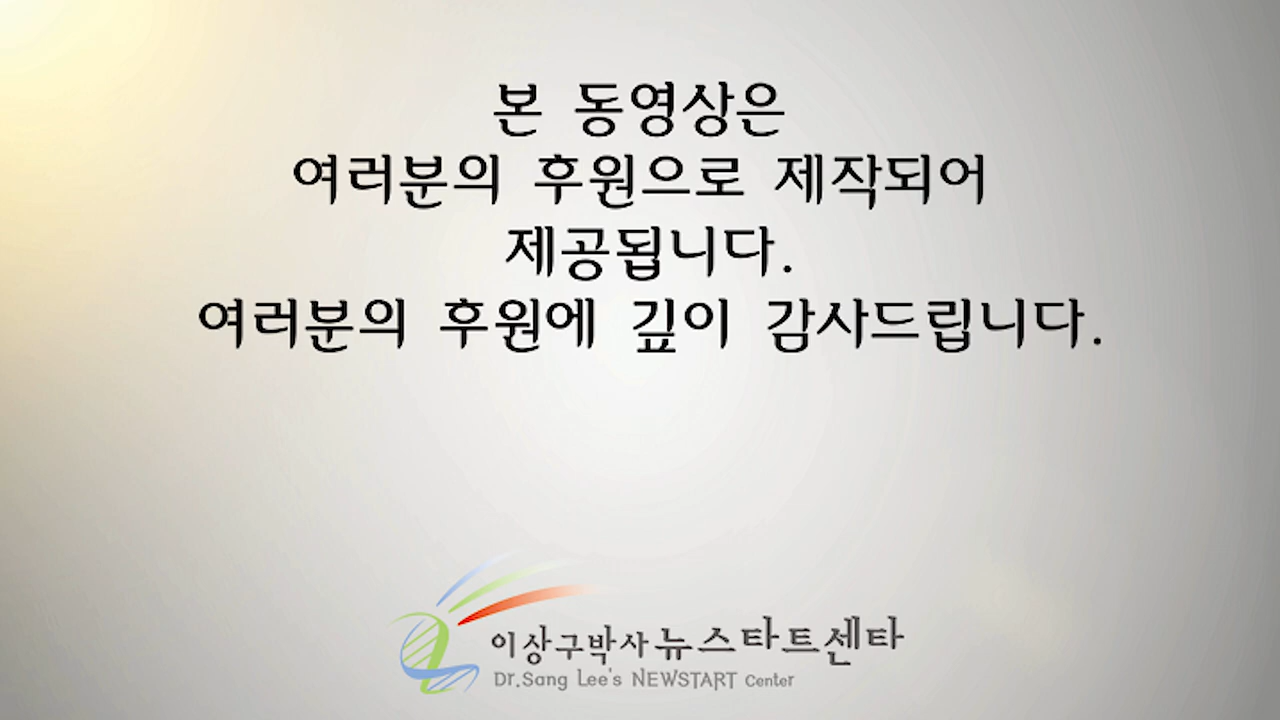 본 동영상은
여러분의 후원으로 제작되어
제공됩니다.
여러분의 후원에 깊이 감사드립니다.
이상구박사 뉴스타트센타
Dr.Sang Lee's NEWSTART Center